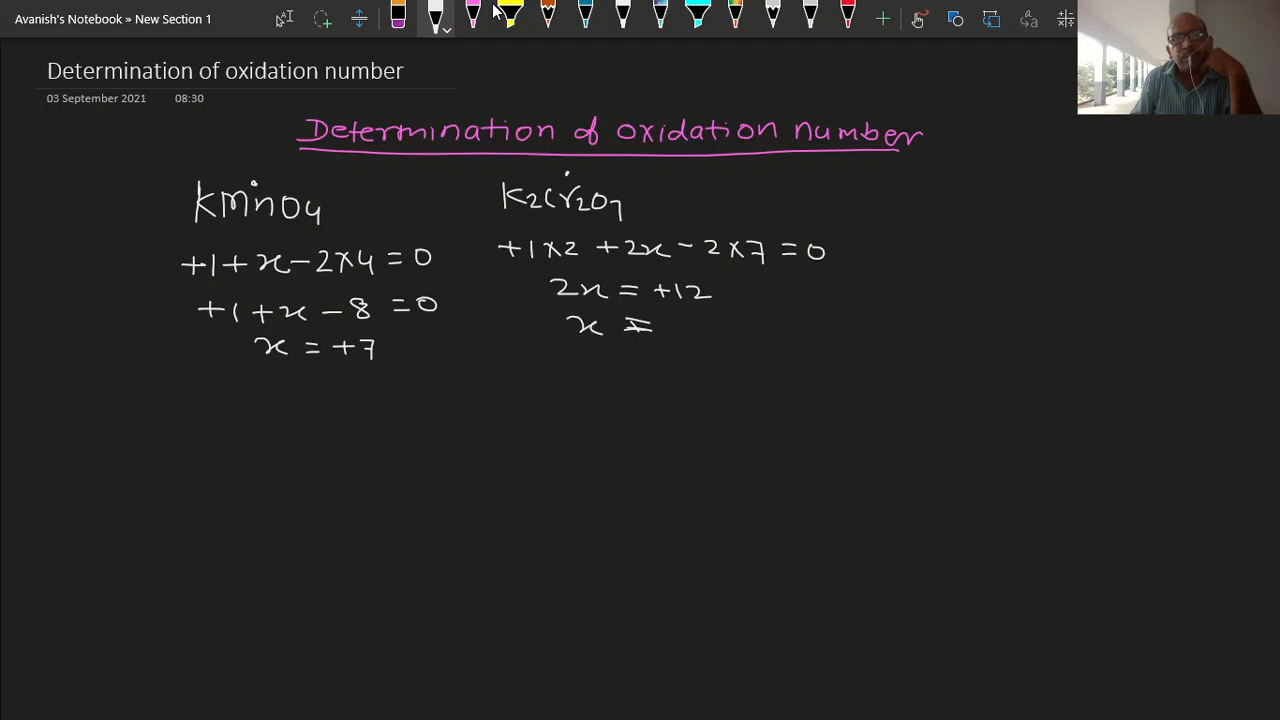 Avanish's Notebook » New Section 1
Determination of oxidation number
03 September 2021 08:30
Determination of oxidation number
KMnO4
+1+x-2×4=0
+1+x-8=0
x=+7
K2Cr2O7
+1×2+2x-2×7=0
2x=+12
x=